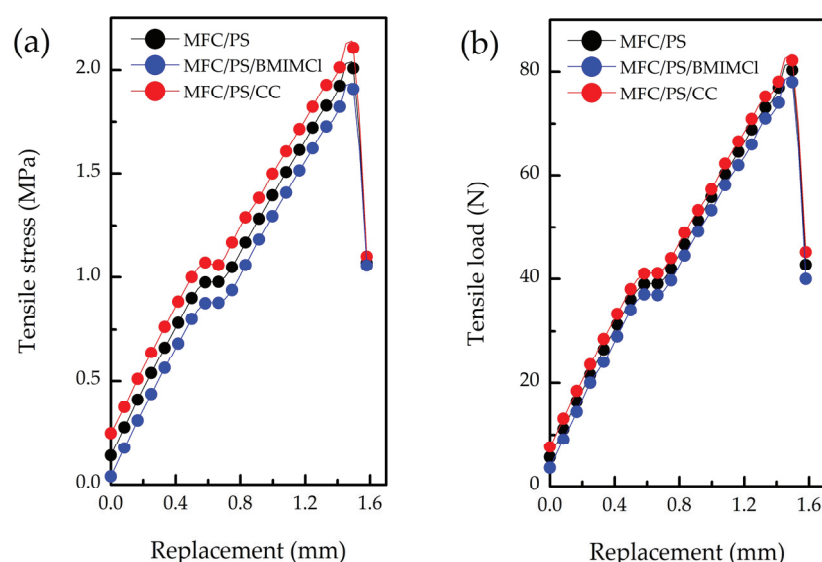 (a)
MFC/PS
MFC/PS/BMIMCl
MFC/PS/CC
Tensile stress (MPa)
2.0
1.5
1.0
0.5
0.0
0.0 0.4 0.8 1.2 1.6
Replacement (mm)
(b)
MFC/PS
MFC/PS/BMIMCl
MFC/PS/CC
Tensile load (N)
80
60
40
20
0
0.0 0.4 0.8 1.2 1.6
Replacement (mm)